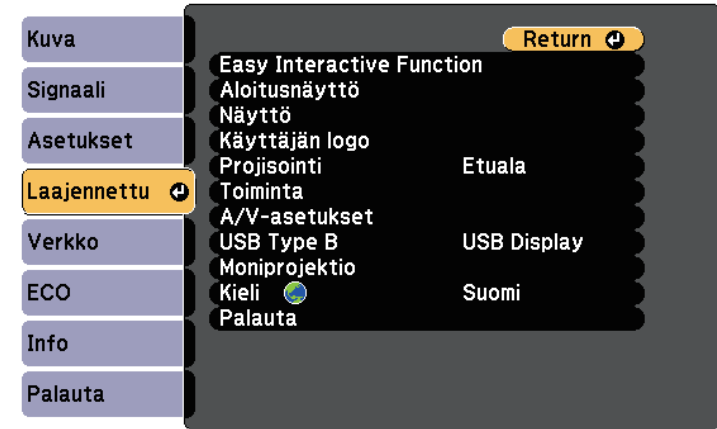 Kuva
Signaali
Asetukset
Laajennettu
Verkko
ECO
Info
Palauta
Return
Easy Interactive Function
Aloitusnäyttö
Näyttö
Käyttäjän logo
Projisointi Etuala
Toiminta
A/V-asetukset
USB Type B USB Display
Moniprojektio
Kieli Suomi
Palauta